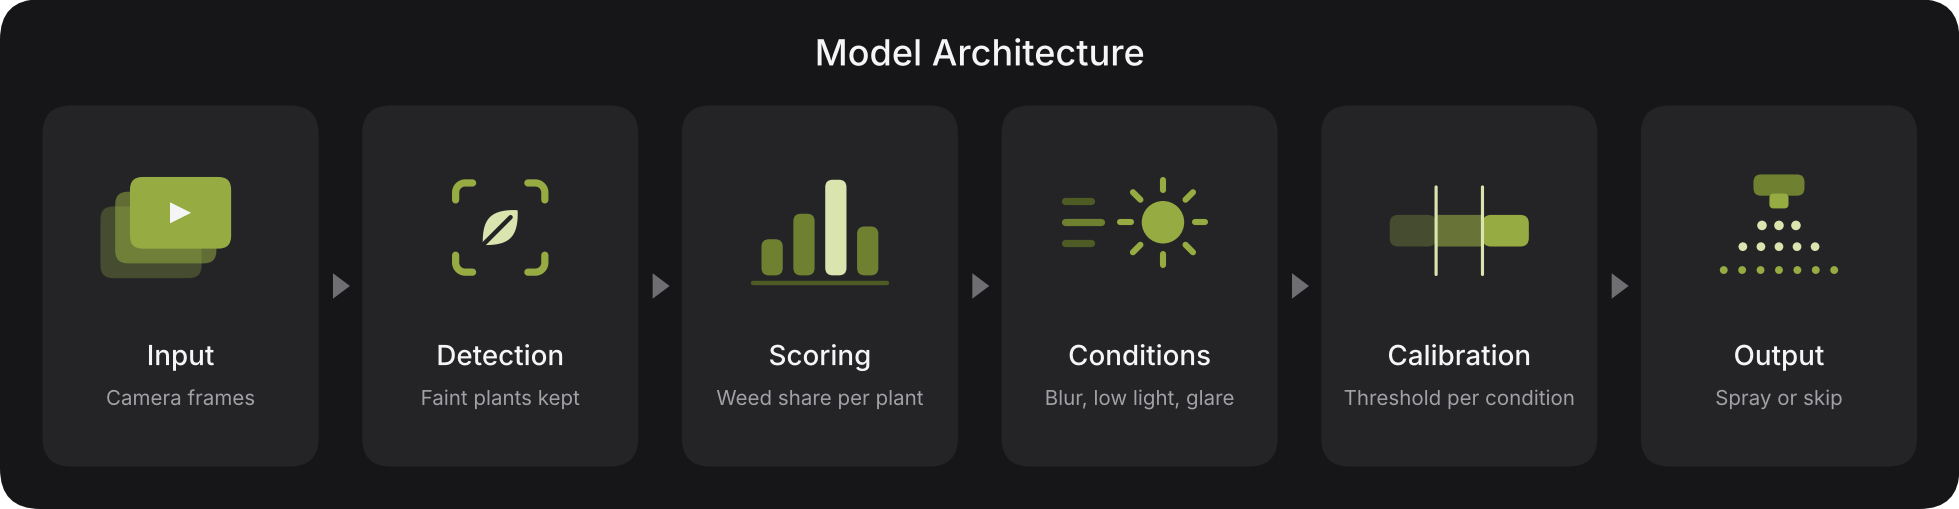 Model Architecture
Input
Camera frames
Detection
Faint plants kept
Scoring
Weed share per plant
Conditions
Blur, low light, glare
Calibration
Threshold per condition
Output
Spray or skip